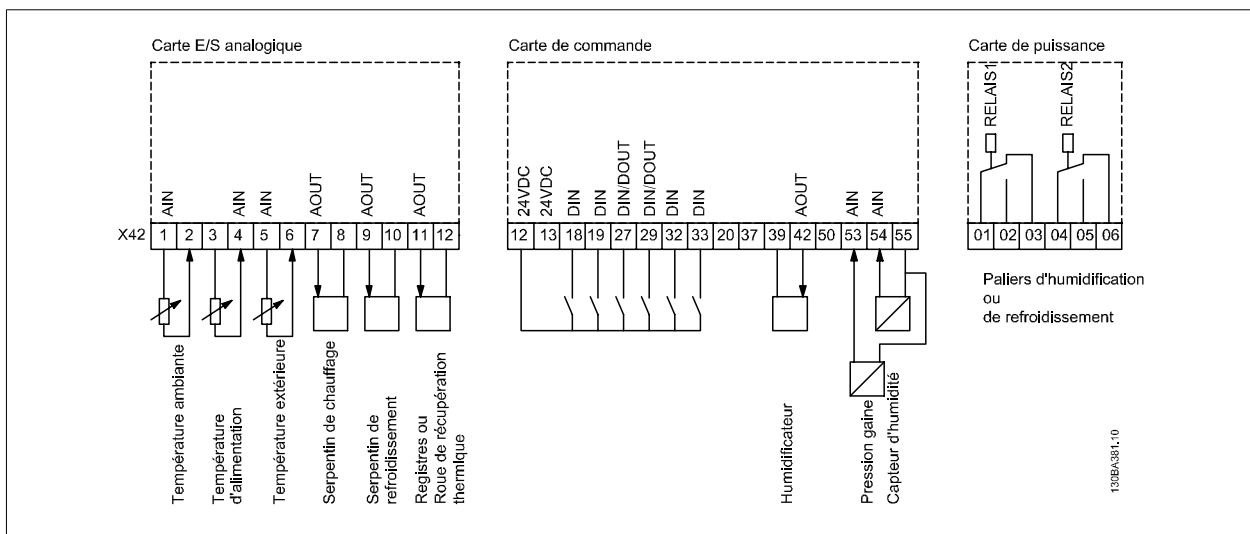 Carte E/S analogique
AIN
AIN
AIN
AOUT
AOUT
AOUT
X42
1
2
3
4
5
6
7
8
9
10
11
12
Température ambiante
Température
d'alimentation
Température extérieure
Serpentin de chauffage
Serpentin de
refroidissement
Registres ou
Roue de récupération
thermique
Carte de commande
24VDC
24VDC
DIN
DIN
DIN/DOUT
DIN/DOUT
DIN
DIN
AOUT
AIN
AIN
12
13
18
19
27
29
32
33
20
37
39
42
50
53
54
55
Humidificateur
Pression gaine
Capteur d'humidité
Carte de puissance
RELAIS1
RELAIS2
01
02
03
04
05
06
Paliers d'humidification
ou
de refroidissement
130BA381.10